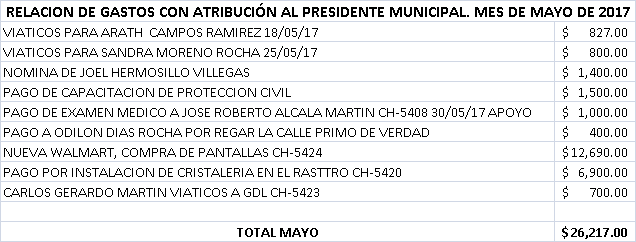 RELACION DE GASTOS CON ATRIBUCIÓN AL PRESIDENTE MUNICIPAL. MES DE MAYO DE 2017
VIATICOS PARA ARATH CAMPOS RAMIREZ 18/05/17 $ 827.00
VIATICOS PARA SANDRA MORENO ROCHA 25/05/17 $ 800.00
NOMINA DE JOEL HERMOSILLO VILLEGAS $ 1,400.00
PAGO DE CAPACITACION DE PROTECCION CIVIL $ 1,500.00
PAGO DE EXAMEN MEDICO A JOSE ROBERTO ALCALA MARTIN CH-5408 30/05/17 APOYO $ 1,000.00
PAGO A ODILON DIAS ROCHA POR REGAR LA CALLE PRIMO DE VERDAD $ 400.00
NUEVA WALMART, COMPRA DE PANTALLAS CH-5424 $ 12,690.00
PAGO POR INSTALACION DE CRISTALERIA EN EL RASTTRO CH-5420 $ 6,900.00
CARLOS GERARDO MARTIN VIATICOS A GDL CH-5423 $ 700.00
TOTAL MAYO $ 26,217.00